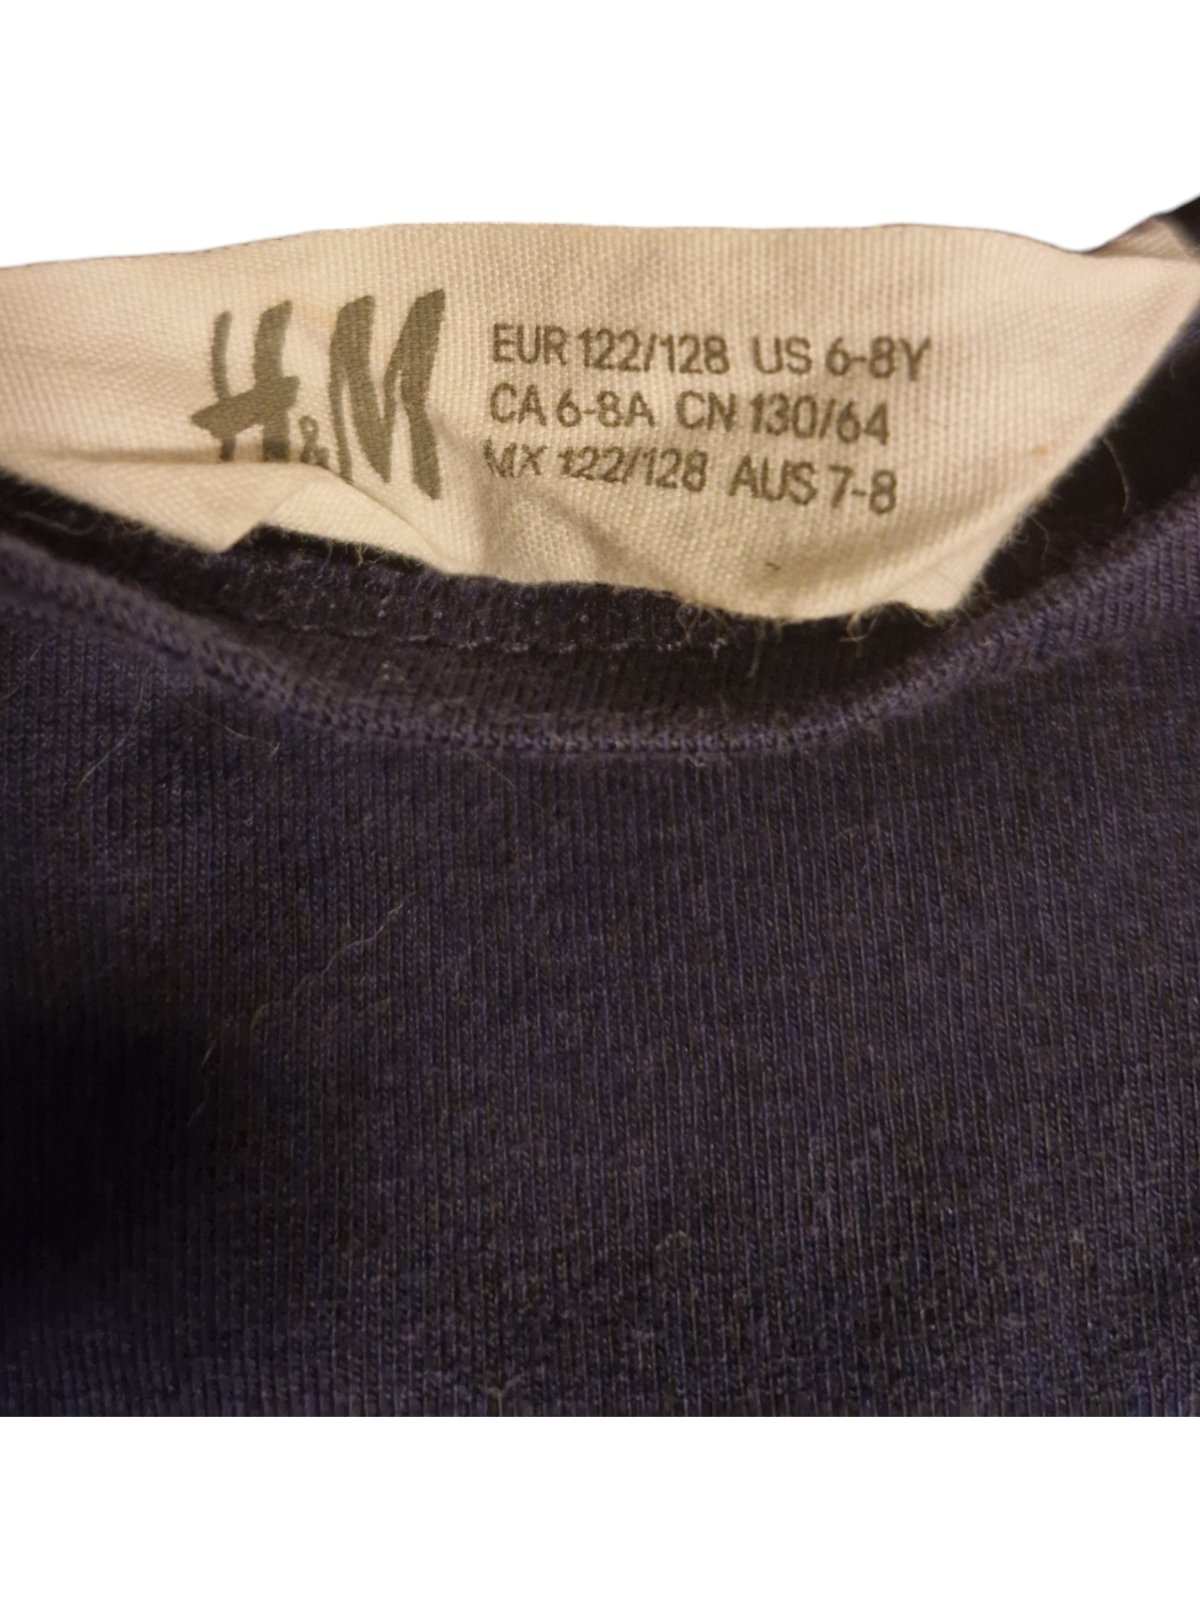 H&M
EUR 122/128 US 6-8Y
CA 6-8A CN 130/64
MX 122/128 AUS 7-8